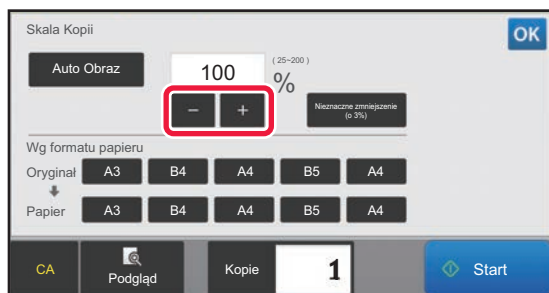 Skala Kopii
OK
Auto Obraz
100
(25~200)
%
− +
Nieznaczne zmniejszenie
(o 3%)
Wg formatu papieru
Oryginał A3 B4 A4 B5 A4
Papier A3 B4 A4 B5 A4
CA
Podgląd
Kopie
1
Start